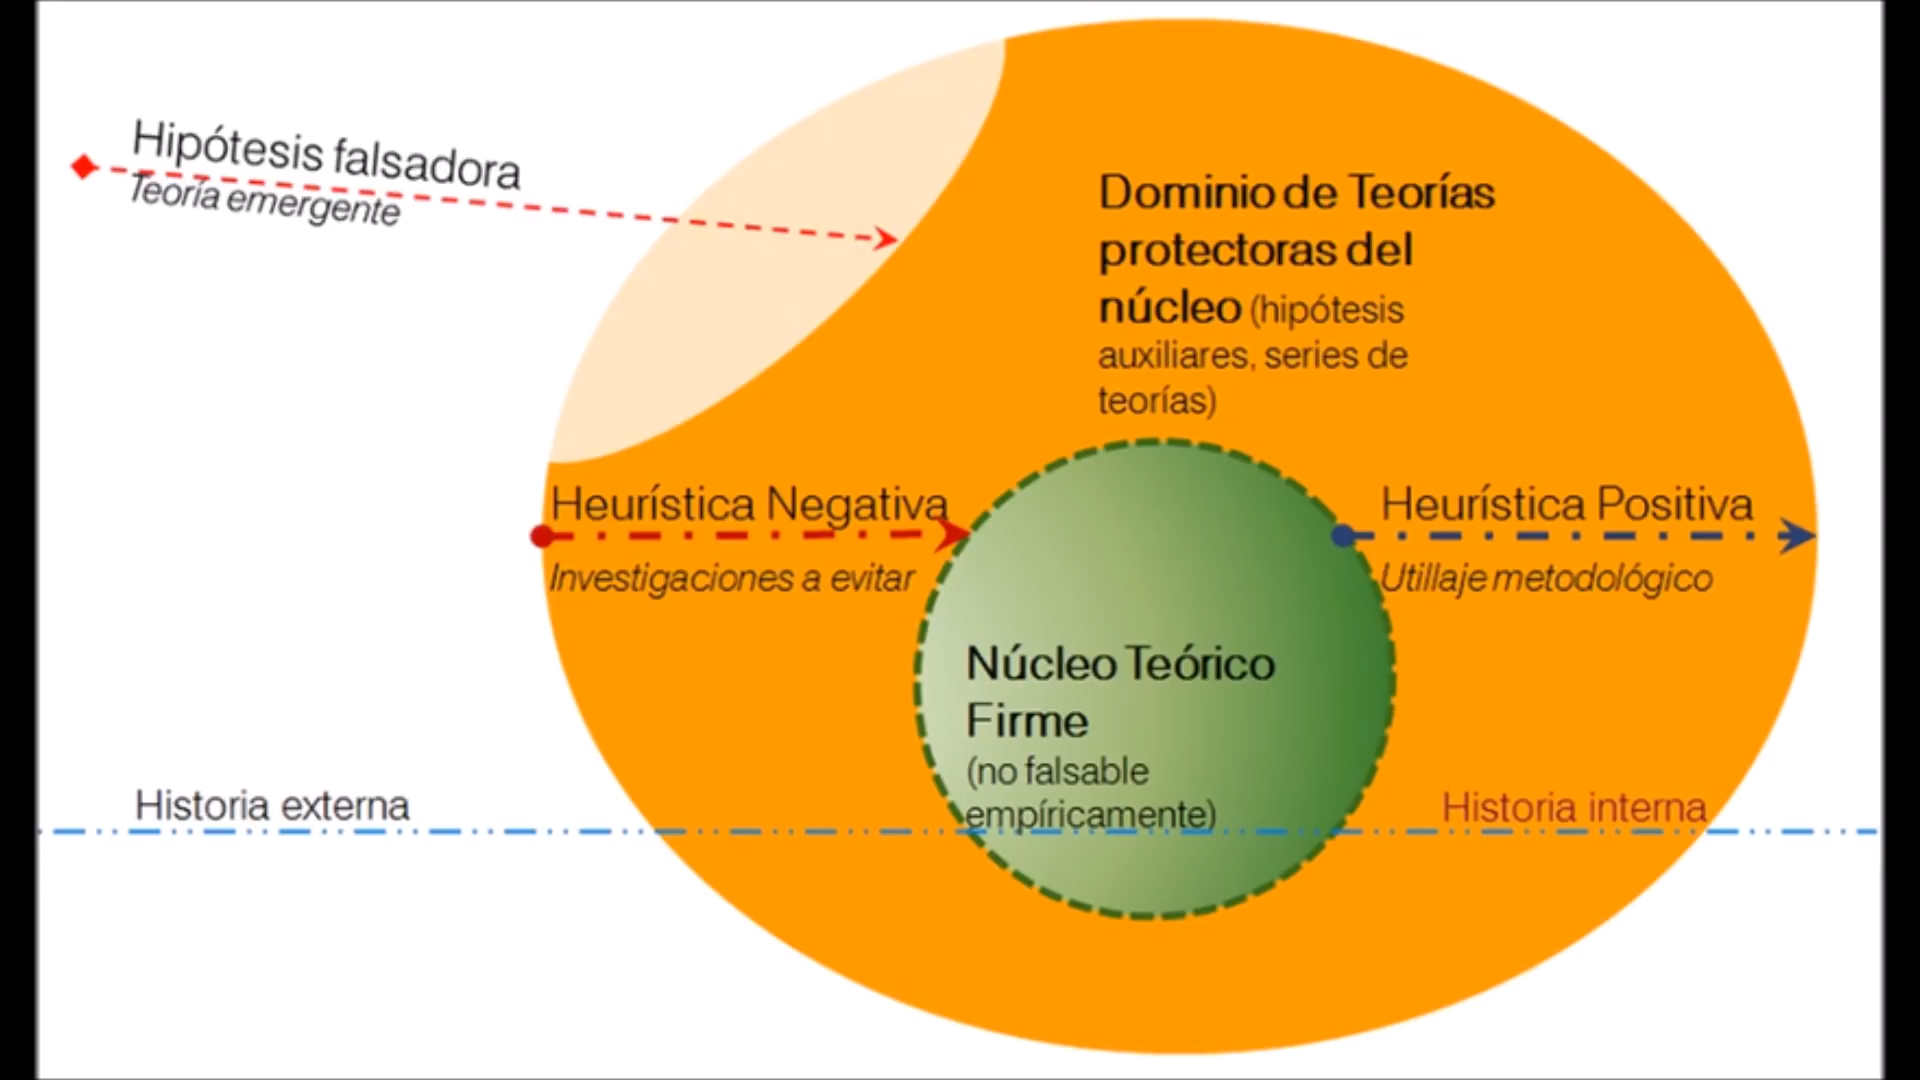 Hipótesis falsadora
Teoría emergente
Dominio de Teorías
protectoras del
núcleo (hipótesis
auxiliares, series de
teorías)
Heurística Negativa
Investigaciones a evitar
Heurística Positiva
Utillaje metodológico
Núcleo Teórico
Firme
(no falsable
empíricamente)
Historia externa
Historia interna